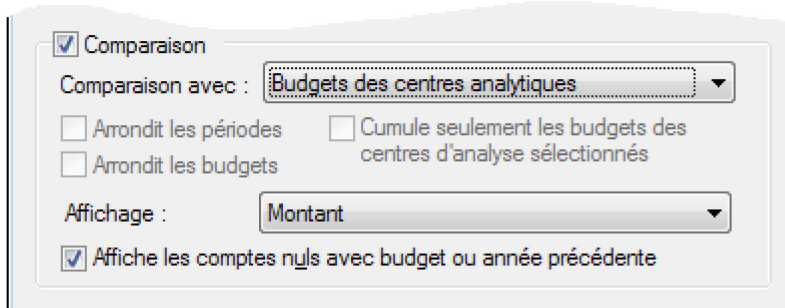 Comparaison
Comparaison avec : Budgets des centres analytiques
Arrondit les périodes
Cumule seulement les budgets des
centres d'analyse sélectionnés
Arrondit les budgets
Affichage : Montant
Affiche les comptes nuls avec budget ou année précédente